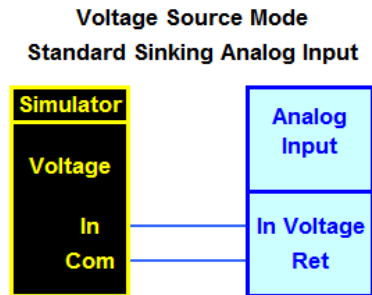 Voltage Source Mode
Standard Sinking Analog Input
Simulator
Voltage
In
Com
Analog
Input
In Voltage
Ret